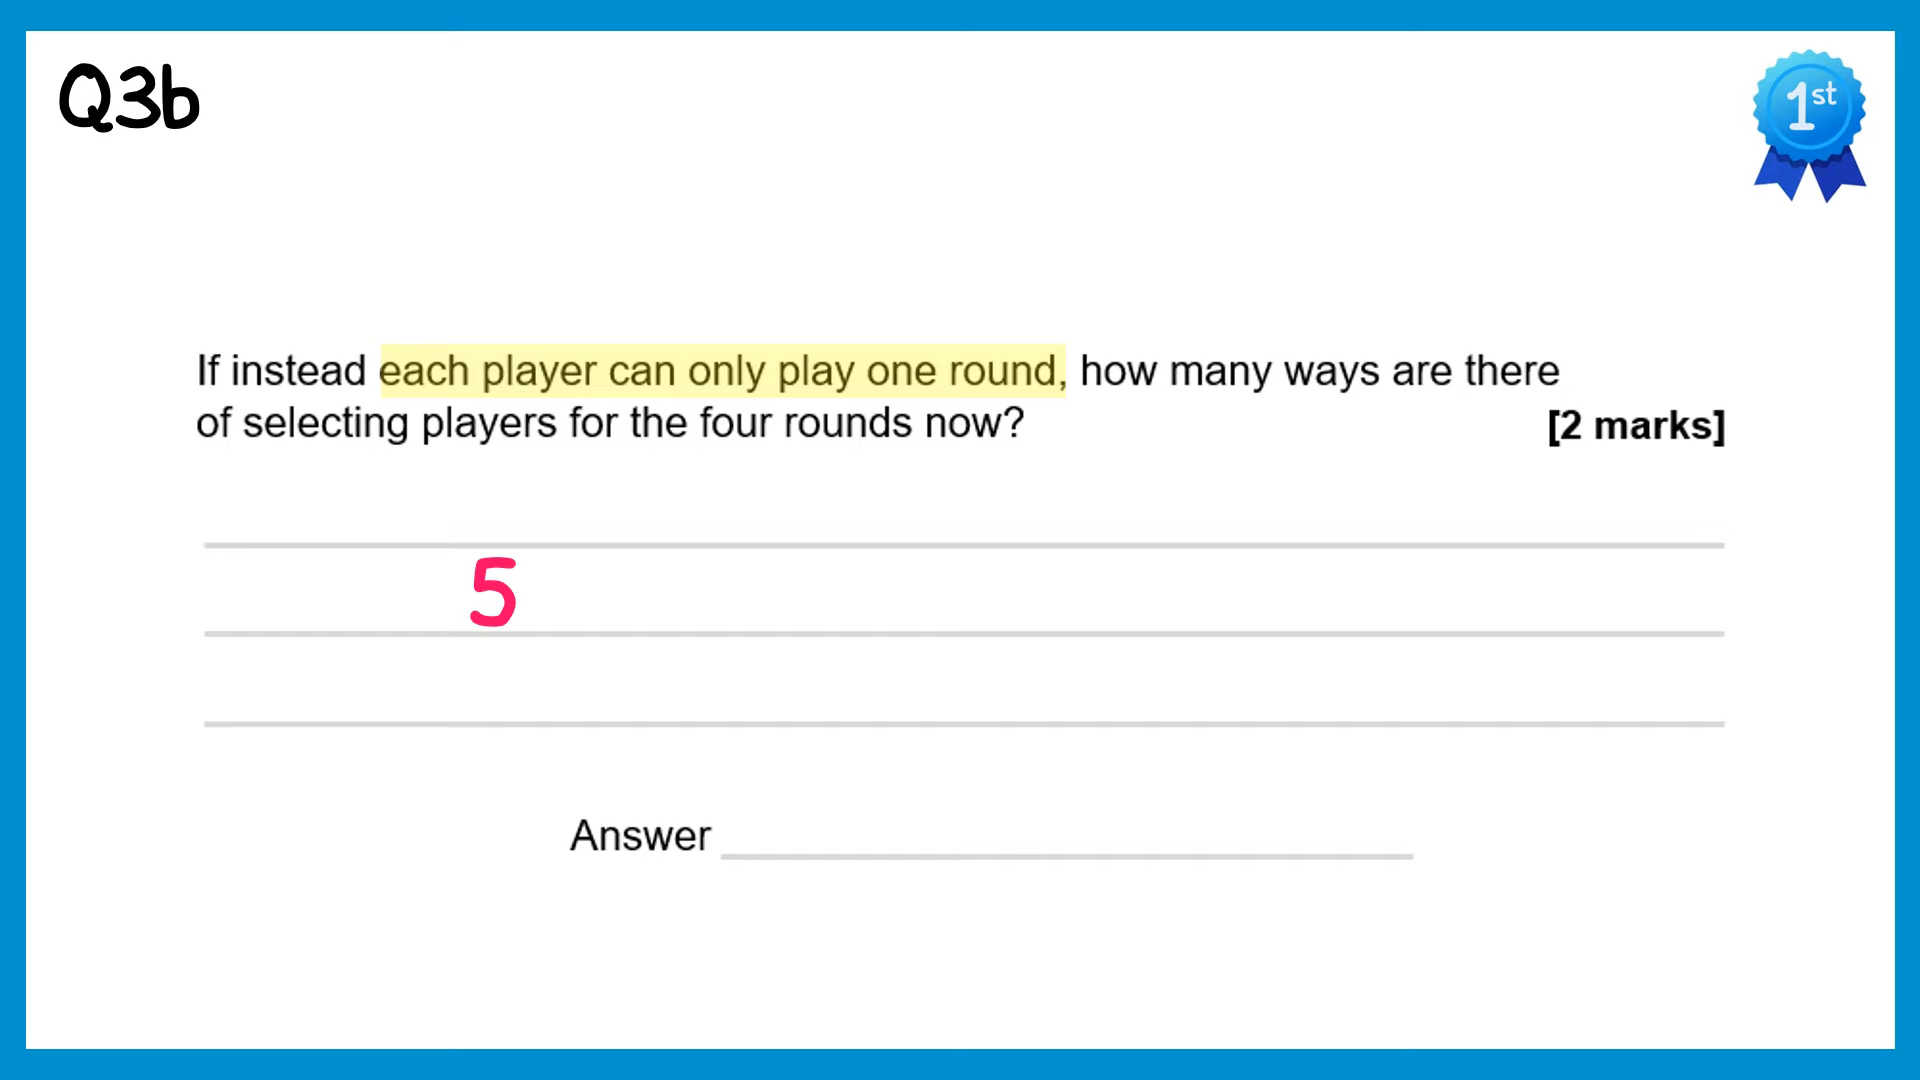 Q3b
1st
If instead each player can only play one round, how many ways are there
of selecting players for the four rounds now?
[2 marks]
5
Answer